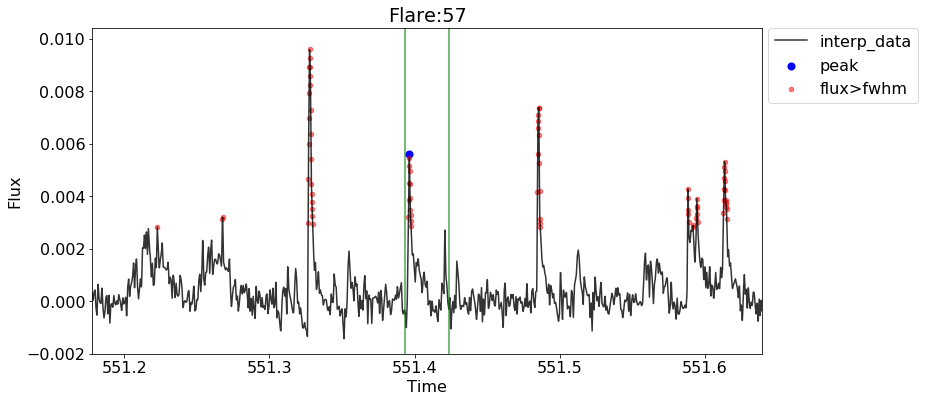 Flare:57
0.010
0.008
0.006
0.004
0.002
0.000
−0.002
Flux
551.2 551.3 551.4 551.5 551.6
Time
interp_data
peak
flux>fwhm